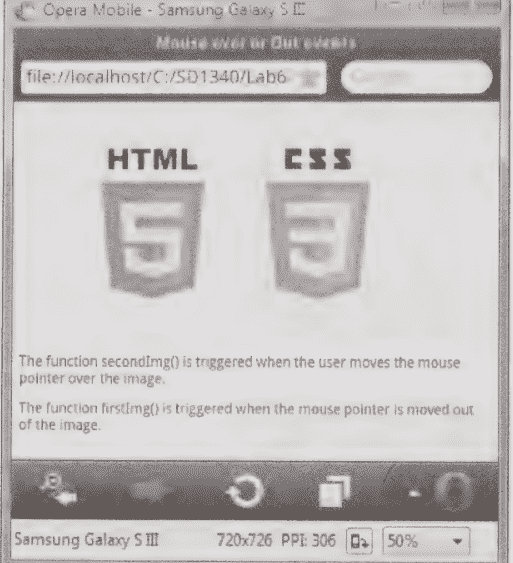 Opera Mobile - Samsung Galaxy S III
Mouse over or Out events
file://localhost/C:/SD1340/Lab6
HTML CSS
5 3
The function secondImg() is triggered when the user moves the mouse
pointer over the image.
The function firstImg() is triggered when the mouse pointer is moved out
of the image.
Samsung Galaxy S III 720x726 PPI: 306 50%